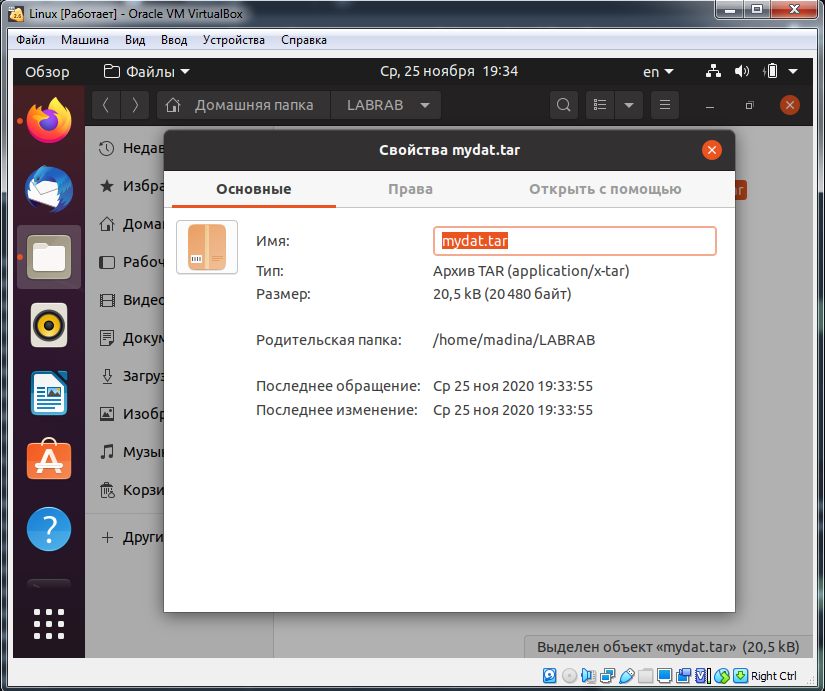 Linux [Работает] - Oracle VM VirtualBox
Файл Машина Вид Ввод Устройства Справка
Обзор Файлы Ср, 25 ноября 19:34 en
Домашняя папка LABRAB
Свойства mydat.tar
Основные Права Открыть с помощью
Имя: mydat.tar
Тип: Архив TAR (application/x-tar)
Размер: 20,5 kB (20 480 байт)
Родительская папка: /home/madina/LABRAB
Последнее обращение: Ср 25 ноя 2020 19:33:55
Последнее изменение: Ср 25 ноя 2020 19:33:55
Недав
Избра
Домаш
Рабоч
Видео
Докум
Загруз
Изобр
Музык
Корзи
Други
Выделен объект «mydat.tar» (20,5 kB)
Right Ctrl